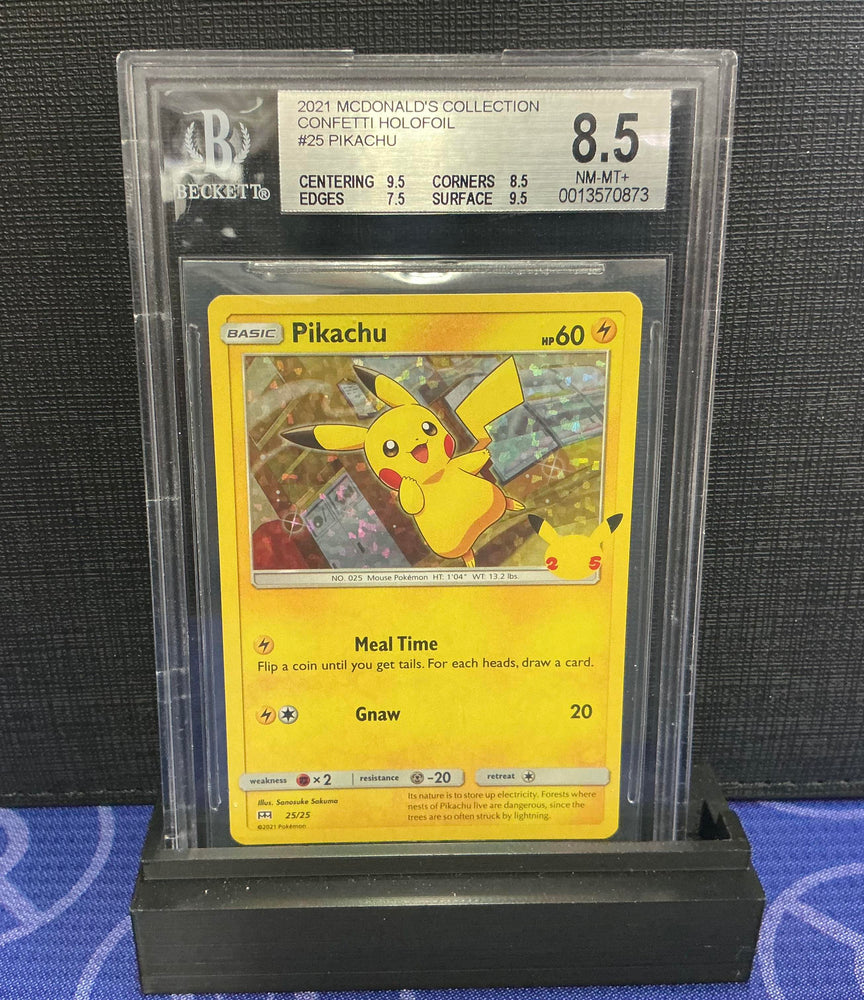 2021 MCDONALD'S COLLECTION
CONFETTI HOLOFOIL
#25 PIKACHU
8.5
NM-MT+
0013570873
CENTERING 9.5 CORNERS 8.5
EDGES 7.5 SURFACE 9.5
B
BECKETT®
BASIC Pikachu HP60
25
NO. 025 Mouse Pokémon HT: 1'04" WT: 13.2 lbs
Meal Time
Flip a coin until you get tails. For each heads, draw a card.
Gnaw 20
weakness ×2 resistance -20 retreat
Illus. Sanosuke Sakuma
25/25
©2021 Pokémon
Its nature is to store up electricity. Forests where
nests of Pikachu live are dangerous, since the
trees are so often struck by lightning.